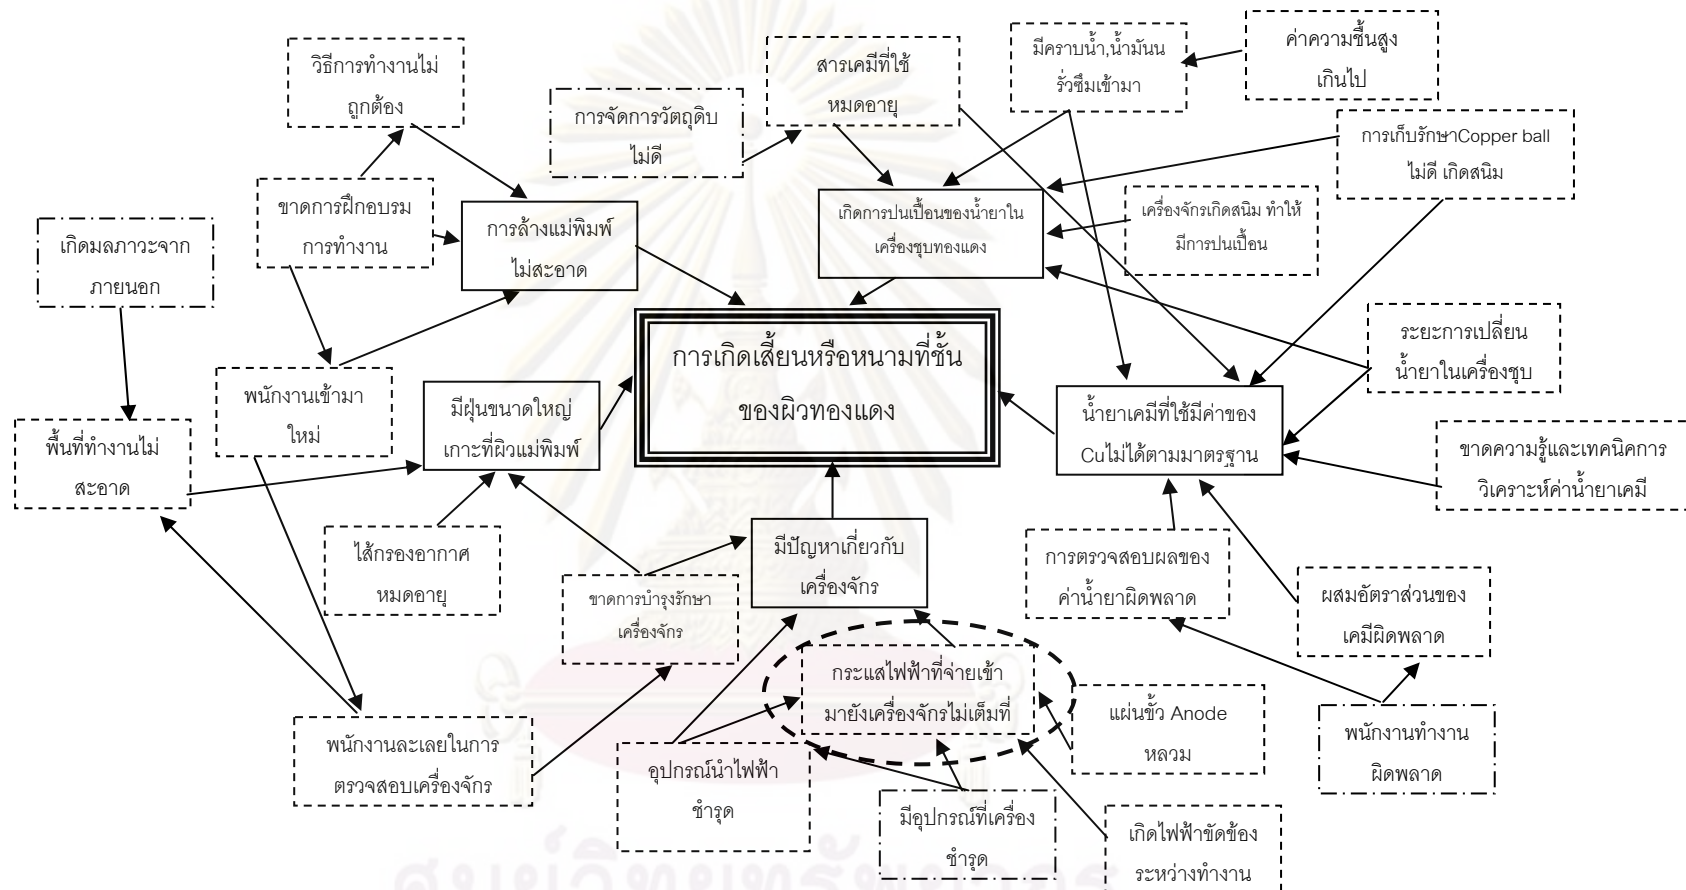 วิธีการทำงานไม่
ถูกต้อง
การจัดการวัตถุดิบ
ไม่ดี
สารเคมีที่ใช้
หมดอายุ
มีคราบน้ำ,น้ำมันน
รั่วซึมเข้ามา
ค่าความชื้นสูง
เกินไป
การเก็บรักษาCopper ball
ไม่ดี เกิดสนิม
เกิดมลภาวะจาก
ภายนอก
ขาดการฝึกอบรม
การทำงาน
การล้างแม่พิมพ์
ไม่สะอาด
เกิดการปนเปื้อนของน้ำยาใน
เครื่องชุบทองแดง
เครื่องจักรเกิดสนิม ทำให้
มีการปนเปื้อน
การเกิดเสี้ยนหรือหนามที่ชั้น
ของผิวทองแดง
ระยะการเปลี่ยน
น้ำยาในเครื่องชุบ
พนักงานเข้ามา
ใหม่
มีฝุ่นขนาดใหญ่
เกาะที่ผิวแม่พิมพ์
น้ำยาเคมีที่ใช้มีค่าของ
Cuไม่ได้ตามมาตรฐาน
พื้นที่ทำงานไม่
สะอาด
ขาดความรู้และเทคนิคการ
วิเคราะห์ค่าน้ำยาเคมี
ไส้กรองอากาศ
หมดอายุ
มีปัญหาเกี่ยวกับ
เครื่องจักร
การตรวจสอบผลของ
ค่าน้ำยาผิดพลาด
ขาดการบำรุงรักษา
เครื่องจักร
ผสมอัตราส่วนของ
เคมีผิดพลาด
กระแสไฟฟ้าที่จ่ายเข้า
มายังเครื่องจักรไม่เต็มที่
แผ่นขั้ว Anode
หลวม
พนักงานละเลยในการ
ตรวจสอบเครื่องจักร
อุปกรณ์นำไฟฟ้า
ชำรุด
พนักงานทำงาน
ผิดพลาด
มีอุปกรณ์ที่เครื่อง
ชำรุด
เกิดไฟฟ้าขัดข้อง
ระหว่างทำงาน
ศูนย์วิทยทรัพยากร